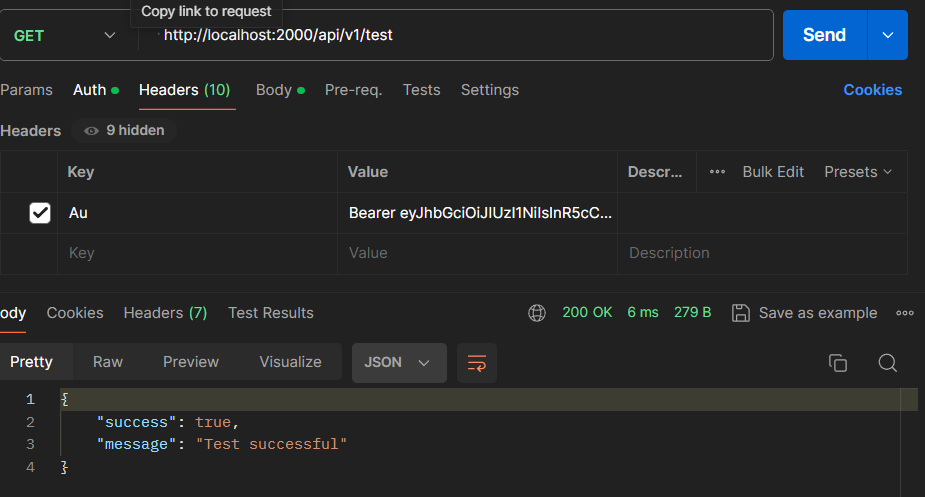 Copy link to request
GET http://localhost:2000/api/v1/test Send
Params Auth Headers (10) Body Pre-req. Tests Settings Cookies
Headers 9 hidden
Key Value Descr... ••• Bulk Edit Presets
Au Bearer eyJhbGciOiJIUzI1NiIsInR5cC...
Key Value Description
ody Cookies Headers (7) Test Results 200 OK 6 ms 279 B Save as example •••
Pretty Raw Preview Visualize JSON
1 {
2 "success": true,
3 "message": "Test successful"
4 }